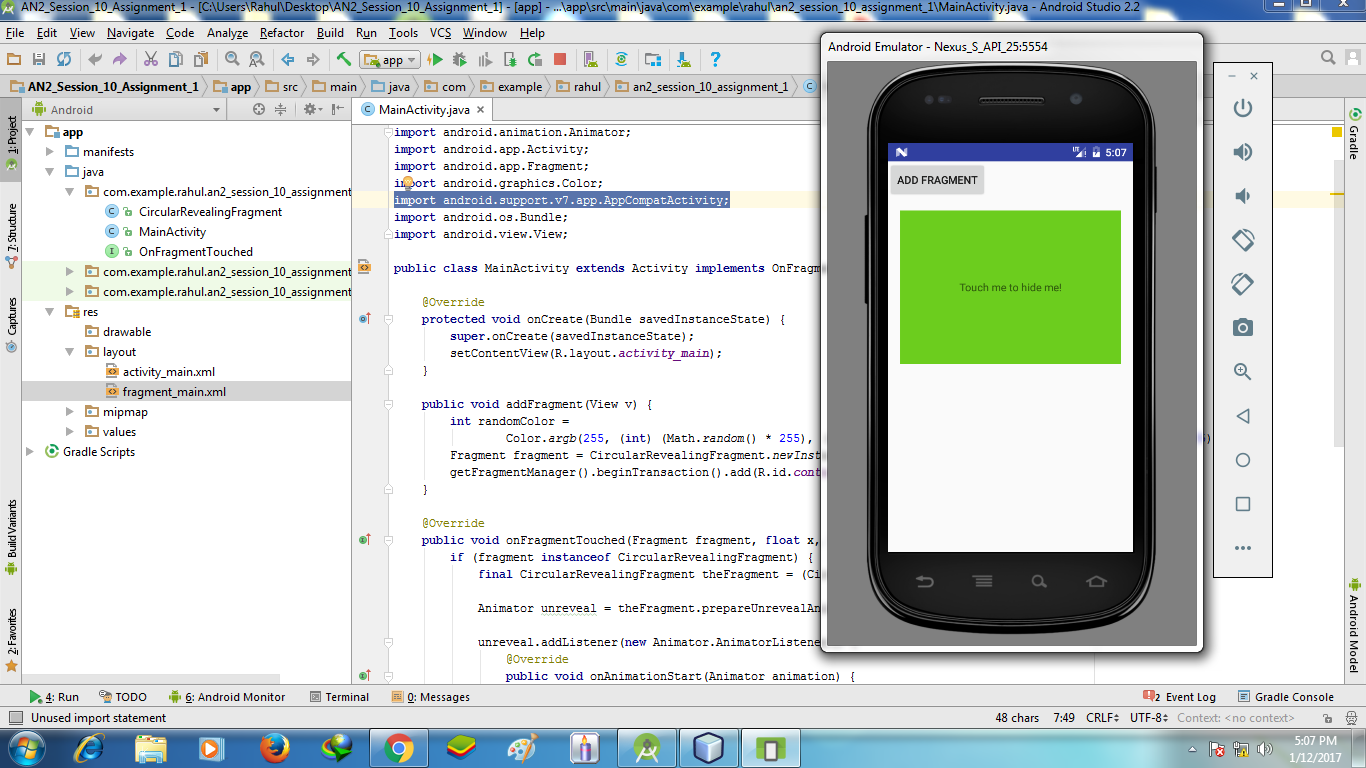 AN2_Session_10_Assignment_1 - [C:\Users\Rahul\Desktop\AN2_Session_10_Assignment_1] - [app] - ...\app\src\main\java\com\example\rahul\an2_session_10_assignment_1\MainActivity.java - Android Studio 2.2
File Edit View Navigate Code Analyze Refactor Build Run Tools VCS Window Help
app
AN2_Session_10_Assignment_1 app src main java com example rahul an2_session_10_assignment_1
Android
MainActivity.java
1: Project
7: Structure
Captures
Build Variants
2: Favorites
app
manifests
java
com.example.rahul.an2_session_10_assignment
CircularRevealingFragment
MainActivity
OnFragmentTouched
com.example.rahul.an2_session_10_assignment
com.example.rahul.an2_session_10_assignment
res
drawable
layout
activity_main.xml
fragment_main.xml
mipmap
values
Gradle Scripts
import android.animation.Animator;
import android.app.Activity;
import android.app.Fragment;
import android.graphics.Color;
import android.support.v7.app.AppCompatActivity;
import android.os.Bundle;
import android.view.View;
public class MainActivity extends Activity implements OnFragm
@Override
protected void onCreate(Bundle savedInstanceState) {
super.onCreate(savedInstanceState);
setContentView(R.layout.activity_main);
}
public void addFragment(View v) {
int randomColor =
Color.argb(255, (int) (Math.random() * 255),
Fragment fragment = CircularRevealingFragment.newInst
getFragmentManager().beginTransaction().add(R.id.cont
}
@Override
public void onFragmentTouched(Fragment fragment, float x,
if (fragment instanceof CircularRevealingFragment) {
final CircularRevealingFragment theFragment = (Ci
Animator unreveal = theFragment.prepareUnrevealAn
unreveal.addListener(new Animator.AnimatorListener() {
@Override
public void onAnimationStart(Animator animation) {
Android Emulator - Nexus_S_API_25:5554
LTE 5:07
ADD FRAGMENT
Touch me to hide me!
Gradle
Android Model
4: Run TODO 6: Android Monitor Terminal 0: Messages 2 Event Log Gradle Console
Unused import statement 48 chars 7:49 CRLF UTF-8 Context: <no context>
5:07 PM
1/12/2017